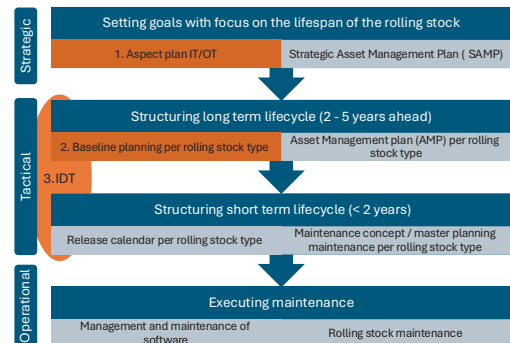 Strategic
Setting goals with focus on the lifespan of the rolling stock
1. Aspect plan IT/OT
Strategic Asset Management Plan ( SAMP)
Tactical
3.IDT
Structuring long term lifecycle (2 - 5 years ahead)
2. Baseline planning per rolling stock type
Asset Management plan (AMP) per rolling
stock type
Structuring short term lifecycle (< 2 years)
Release calendar per rolling stock type
Maintenance concept / master planning
maintenance per rolling stock type
Operational
Executing maintenance
Management and maintenance of
software
Rolling stock maintenance